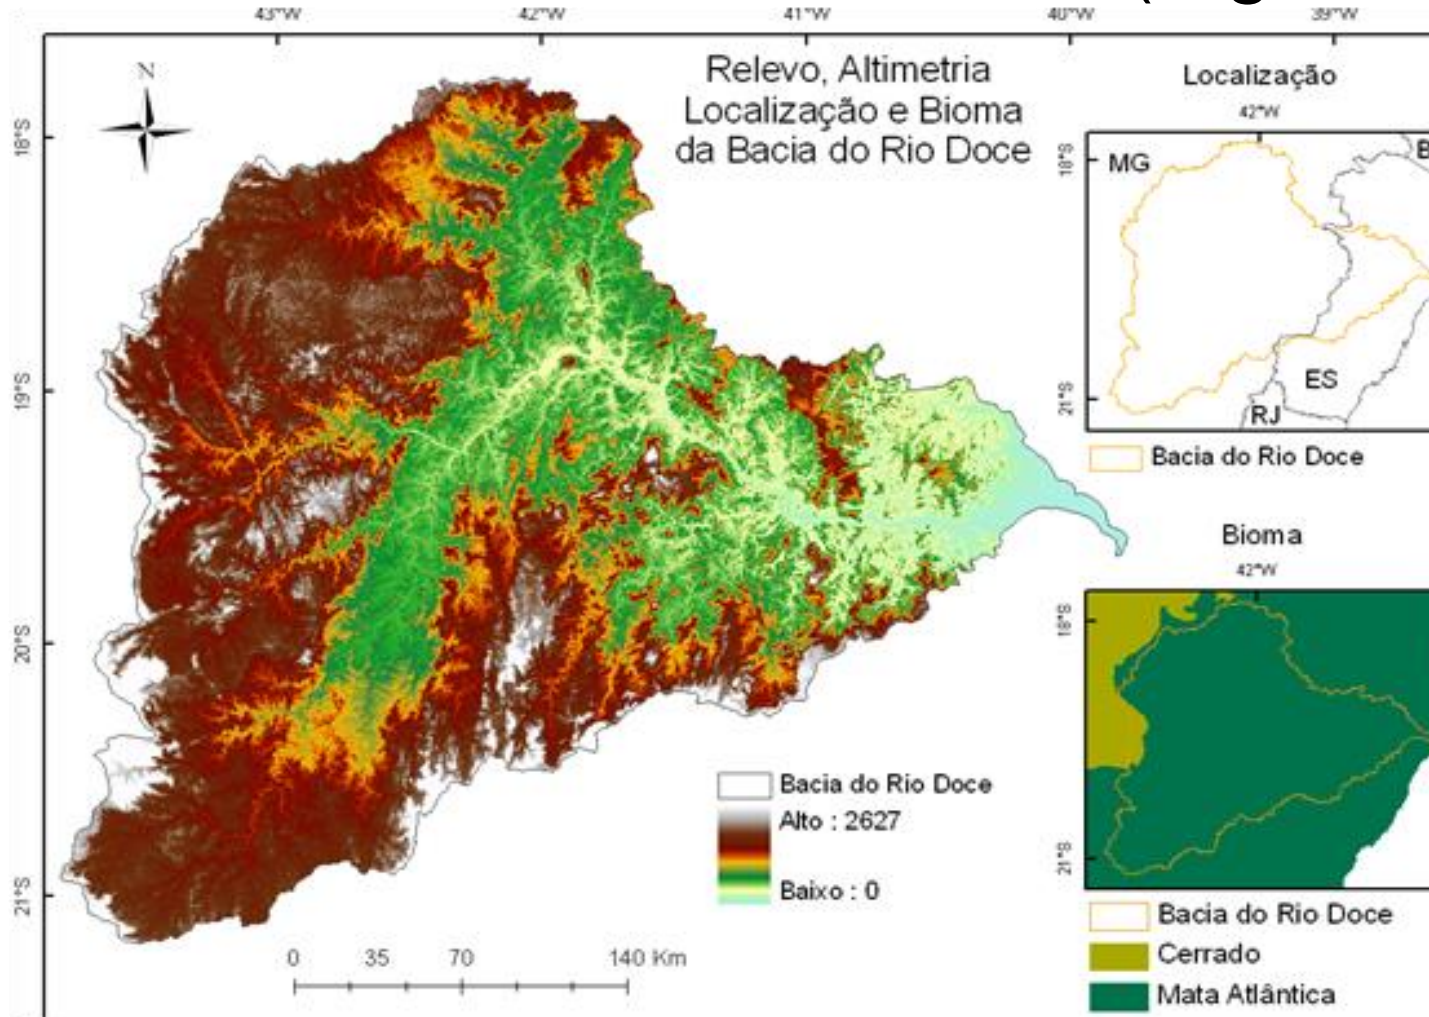 43°W 42°W 41°W 40°W 39°W
N
Relevo, Altimetria
Localização e Bioma
da Bacia do Rio Doce
18°S
19°S
20°S
21°S
Bacia do Rio Doce
Alto : 2627
Baixo : 0
0 35 70 140 Km
Localização
42°W
18°S
21°S
MG
B
ES
RJ
Bacia do Rio Doce
Bioma
42°W
18°S
21°S
Bacia do Rio Doce
Cerrado
Mata Atlântica